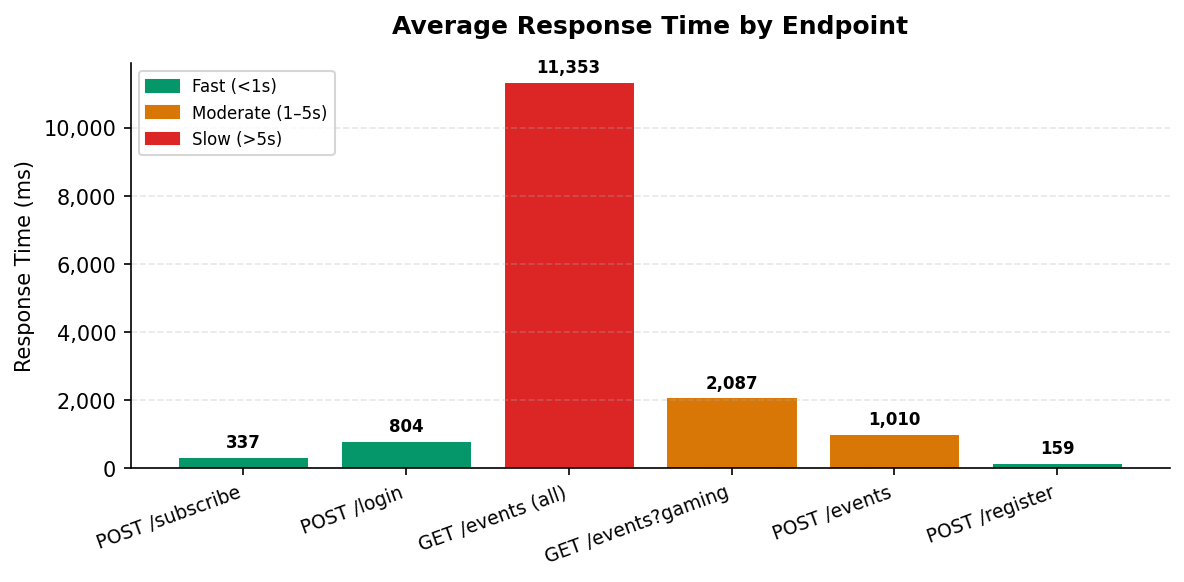 Average Response Time by Endpoint
Fast (<1s)
Moderate (1–5s)
Slow (>5s)
Response Time (ms)
10,000
8,000
6,000
4,000
2,000
0
337
804
11,353
2,087
1,010
159
POST /subscribe
POST /login
GET /events (all)
GET /events?gaming
POST /events
POST /register